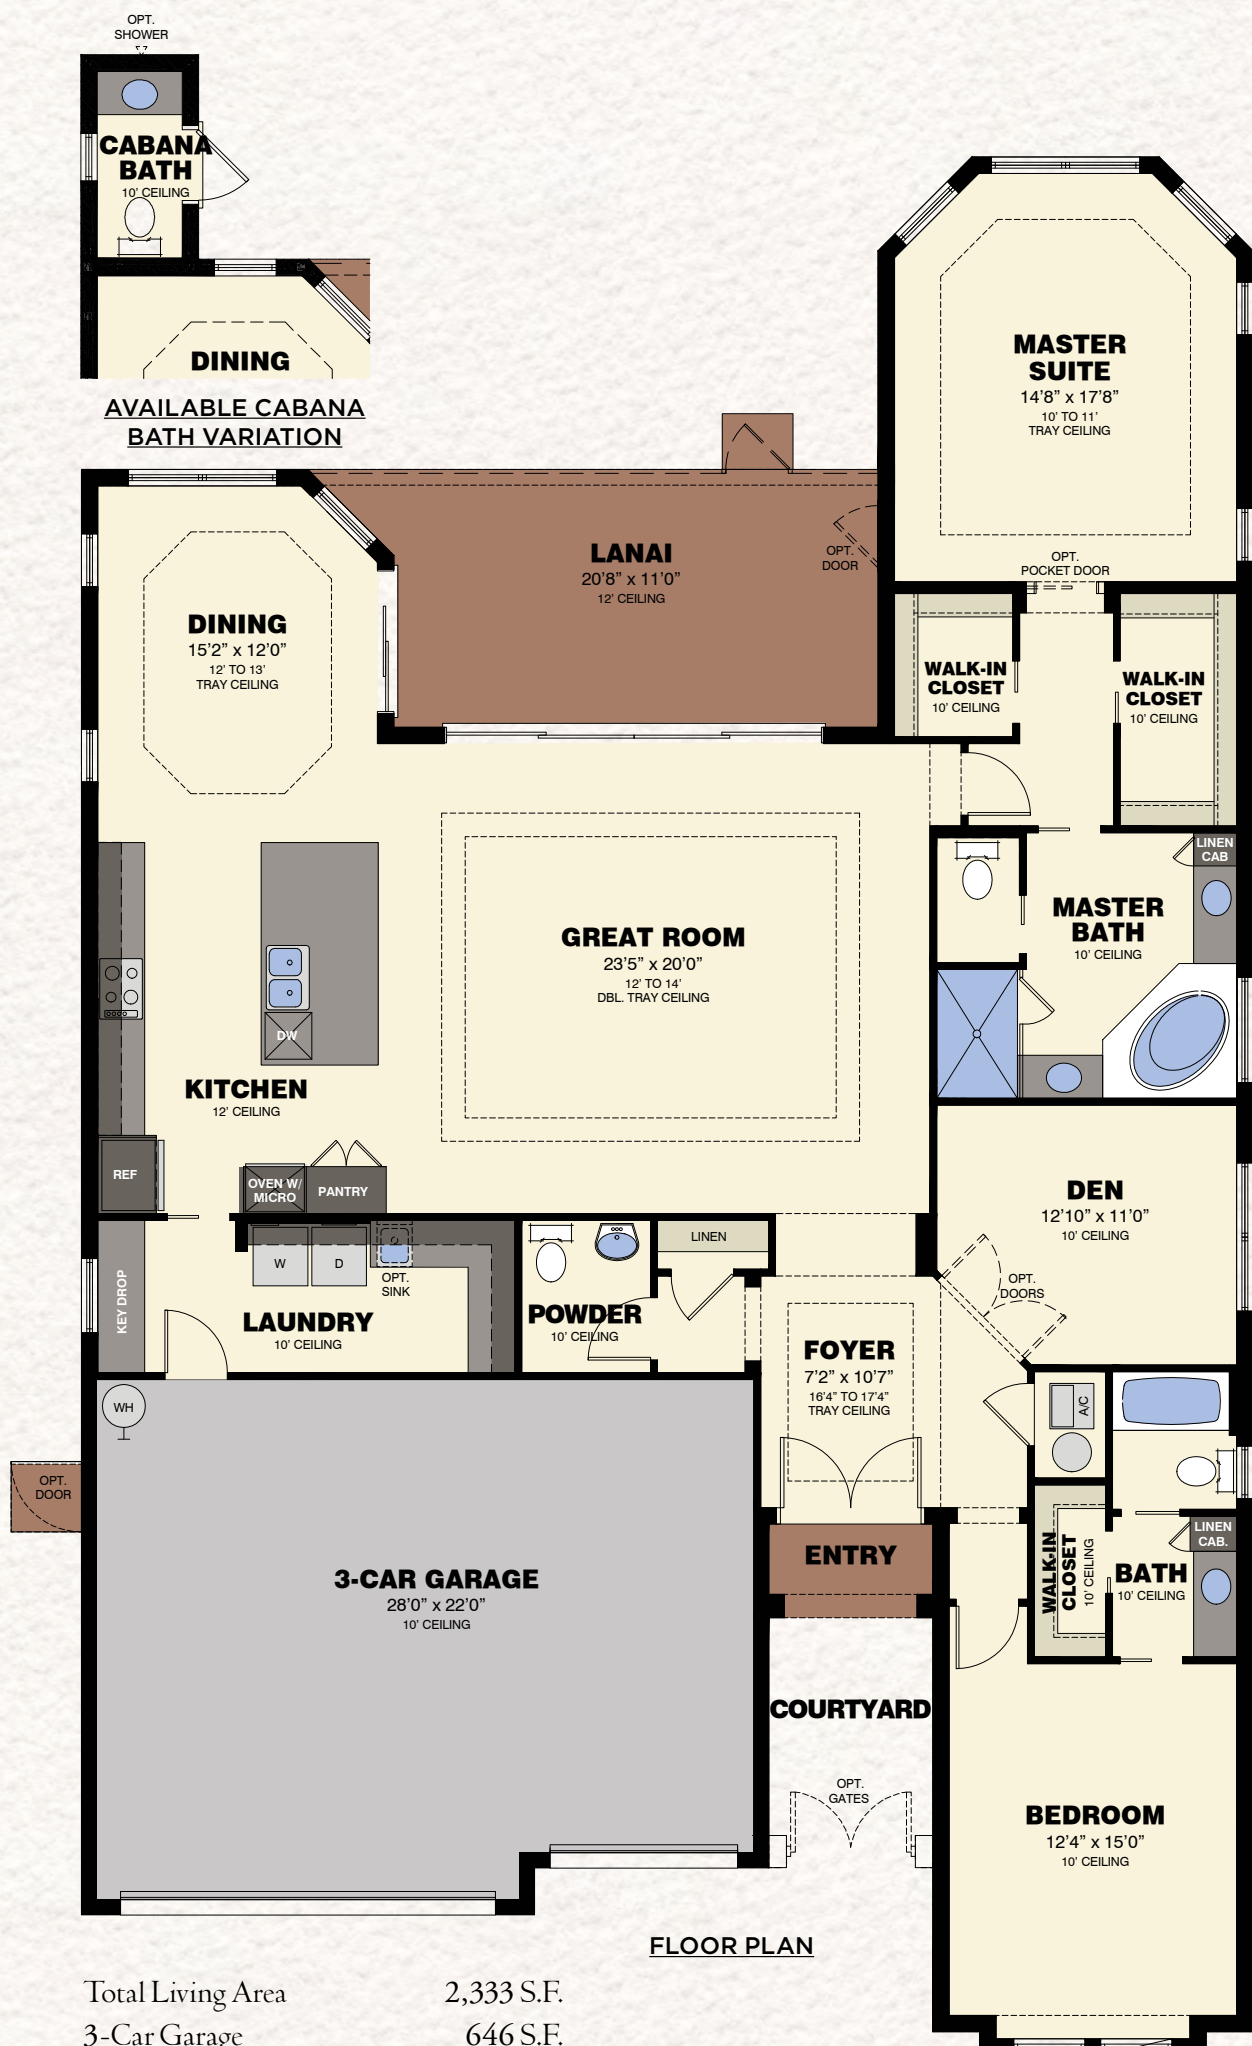 OPT.
SHOWER
CABANA
BATH
10' CEILING
DINING
AVAILABLE CABANA
BATH VARIATION
MASTER
SUITE
14'8" x 17'8"
10' TO 11'
TRAY CEILING
OPT.
POCKET DOOR
LANAI
20'8" x 11'0"
12' CEILING
OPT.
DOOR
DINING
15'2" x 12'0"
12' TO 13'
TRAY CEILING
WALK-IN
CLOSET
10' CEILING
WALK-IN
CLOSET
10' CEILING
LINEN
CAB
MASTER
BATH
10' CEILING
GREAT ROOM
23'5" x 20'0"
12' TO 14'
DBL. TRAY CEILING
DW
KITCHEN
12' CEILING
REF
OVEN W/
MICRO
PANTRY
DEN
12'10" x 11'0"
10' CEILING
OPT.
DOORS
KEY DROP
W
D
OPT.
SINK
LAUNDRY
10' CEILING
LINEN
POWDER
10' CEILING
FOYER
7'2" x 10'7"
16'4" TO 17'4"
TRAY CEILING
A/C
WH
OPT.
DOOR
3-CAR GARAGE
28'0" x 22'0"
10' CEILING
ENTRY
WALK-IN
CLOSET
10' CEILING
LINEN
CAB.
BATH
10' CEILING
COURTYARD
OPT.
GATES
BEDROOM
12'4" x 15'0"
10' CEILING
FLOOR PLAN
Total Living Area 2,333 S.F.
3-Car Garage 646 S.F.